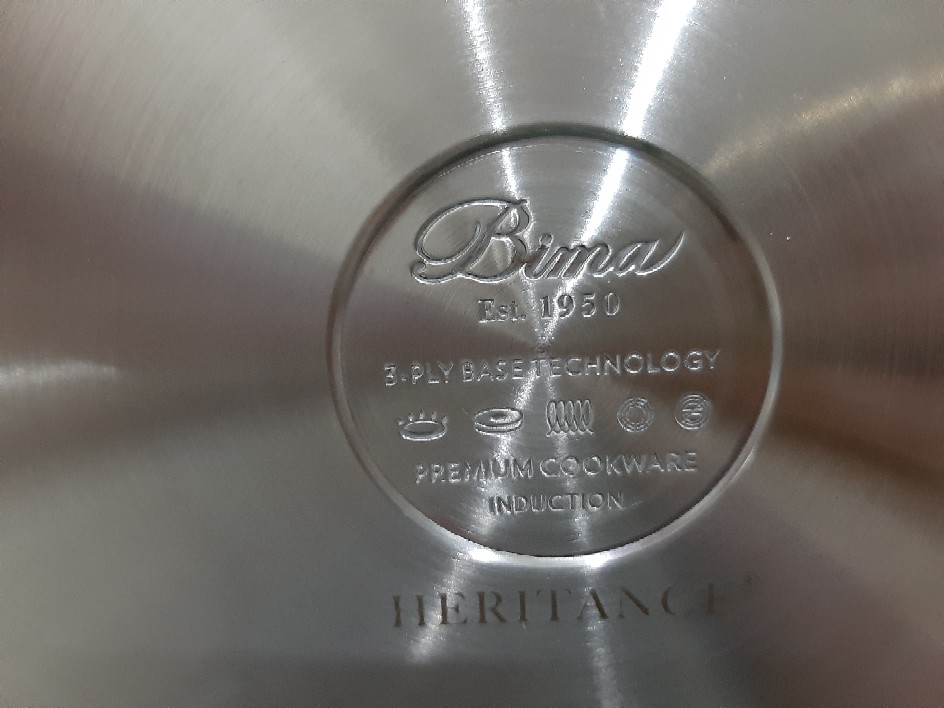 Bima
Est. 1950
3-PLY BASE TECHNOLOGY
PREMIUM COOKWARE
INDUCTION
HERITANCE